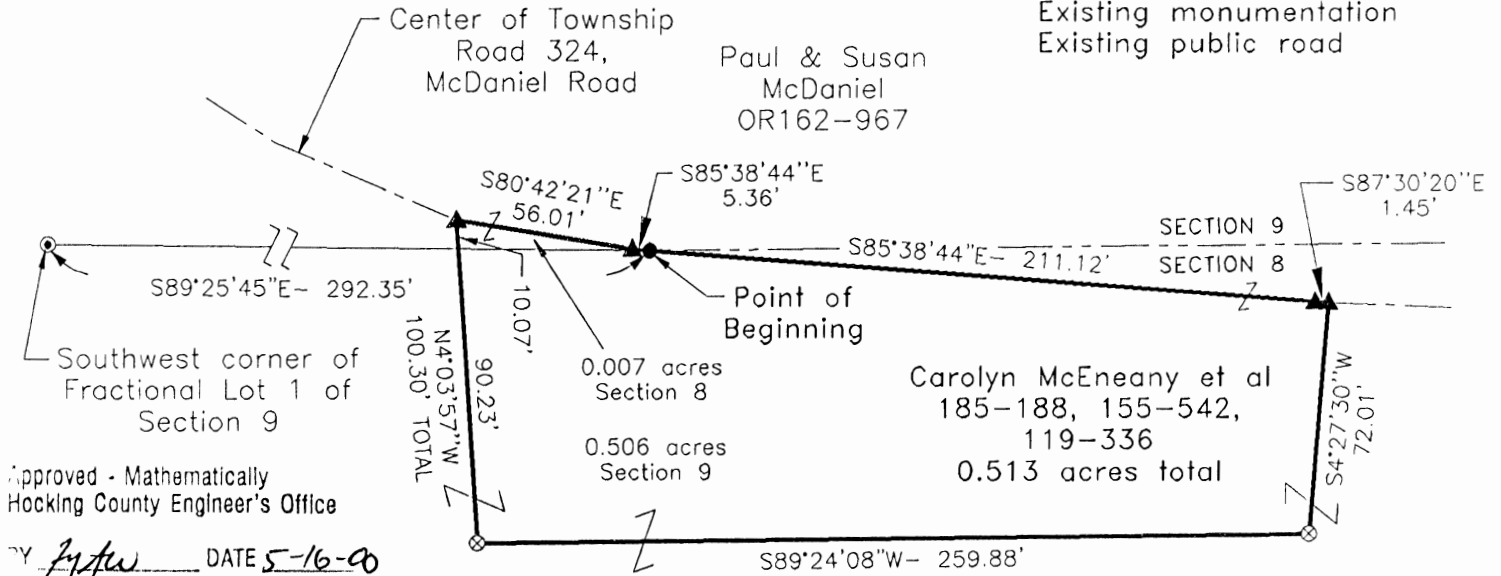 Center of Township
Road 324,
McDaniel Road
Paul & Susan
McDaniel
OR162-967
Existing monumentation
Existing public road
S80°42'21"E
56.01'
S85°38'44"E
5.36'
S87°30'20"E
1.45'
SECTION 9
S85°38'44"E- 211.12'
SECTION 8
S89°25'45"E- 292.35'
10.07'
Point of
Beginning
Southwest corner of
Fractional Lot 1 of
Section 9
90.23'
N4°03'57"W
100.30' TOTAL
0.007 acres
Section 8
0.506 acres
Section 9
Carolyn McEneany et al
185-188, 155-542,
119-336
0.513 acres total
S4°27'30"W
72.01'
Approved - Mathematically
Hocking County Engineer's Office
BY DATE 5-16-00
S89°24'08"W- 259.88'